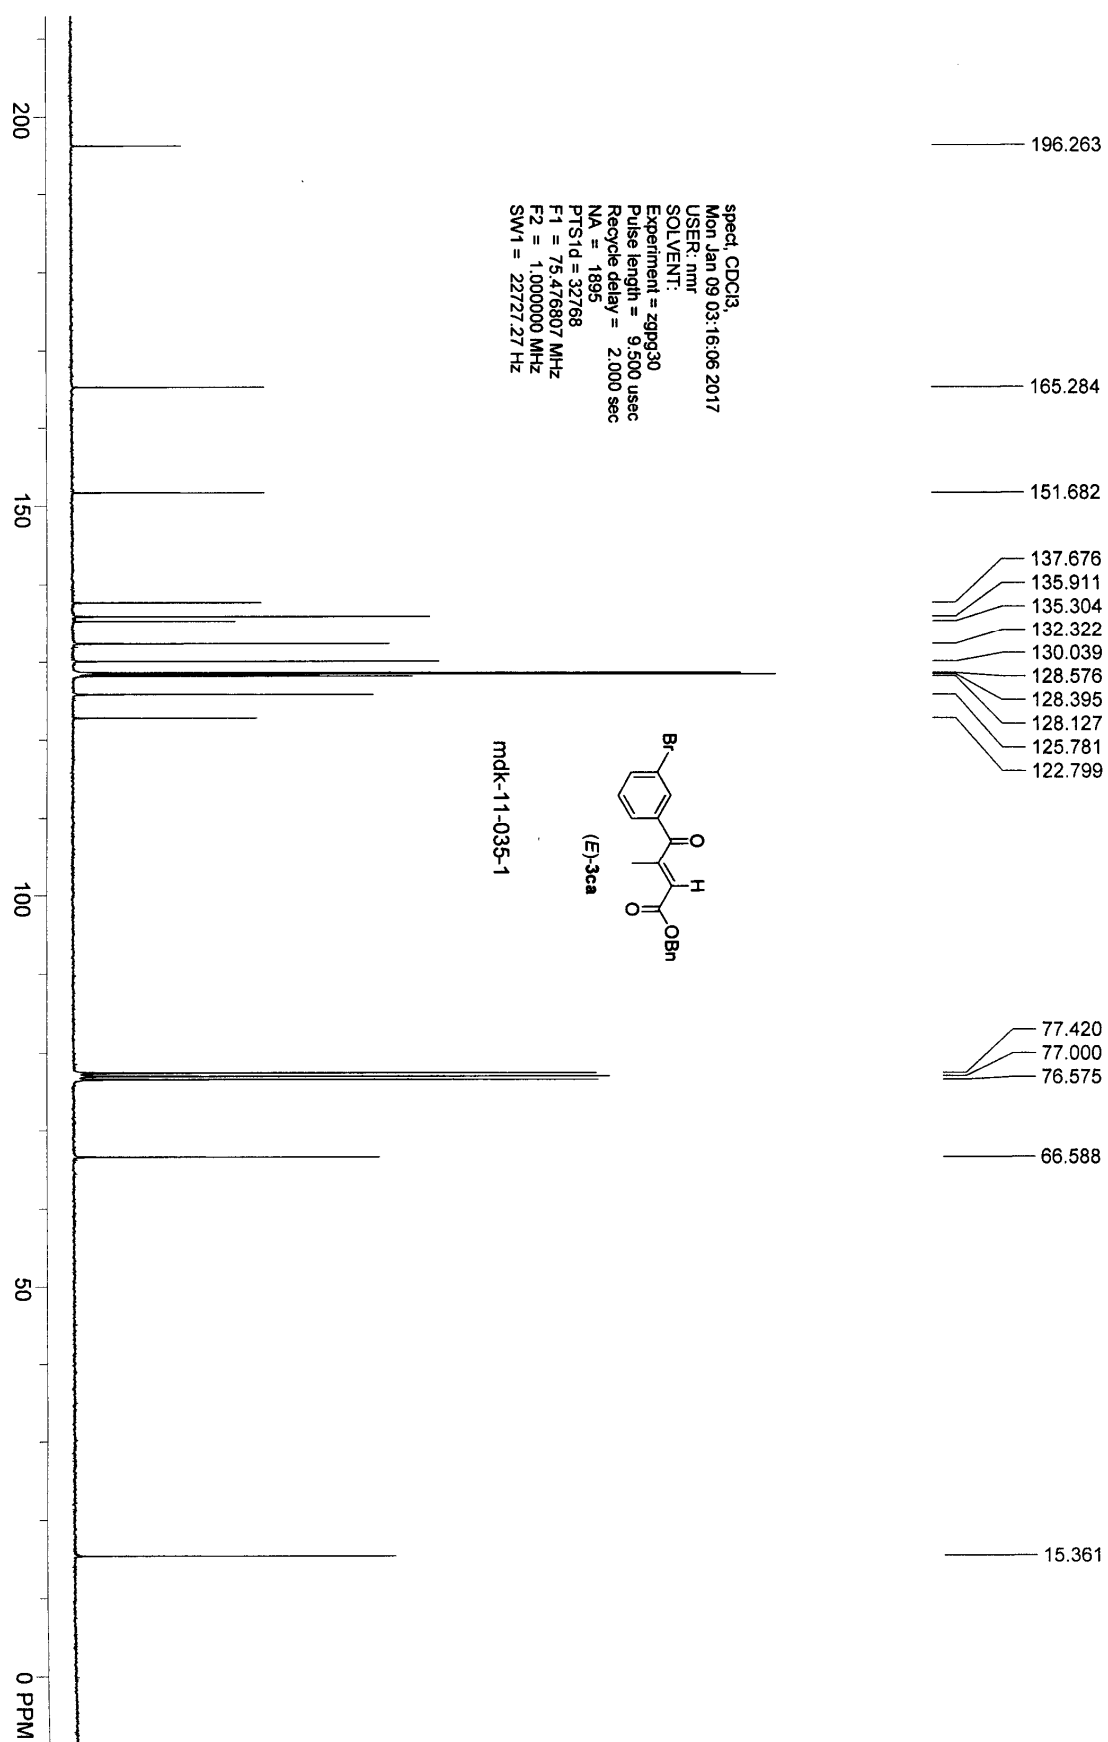 196.263
165.284
151.682
137.676
135.911
135.304
132.322
130.039
128.576
128.395
128.127
125.781
122.799
77.420
77.000
76.575
66.588
15.361
spect, CDCl3,
Mon Jan 09 03:16:06 2017
USER: nmr
SOLVENT:
Experiment = zgpg30
Pulse length = 9.500 usec
Recycle delay = 2.000 sec
NA = 1895
PTS1d = 32768
F1 = 75.476807 MHz
F2 = 1.000000 MHz
SW1 = 22727.27 Hz
Br
O
H
OBn
O
(E)-3ca
mdk-11-035-1
200
150
100
50
0 PPM